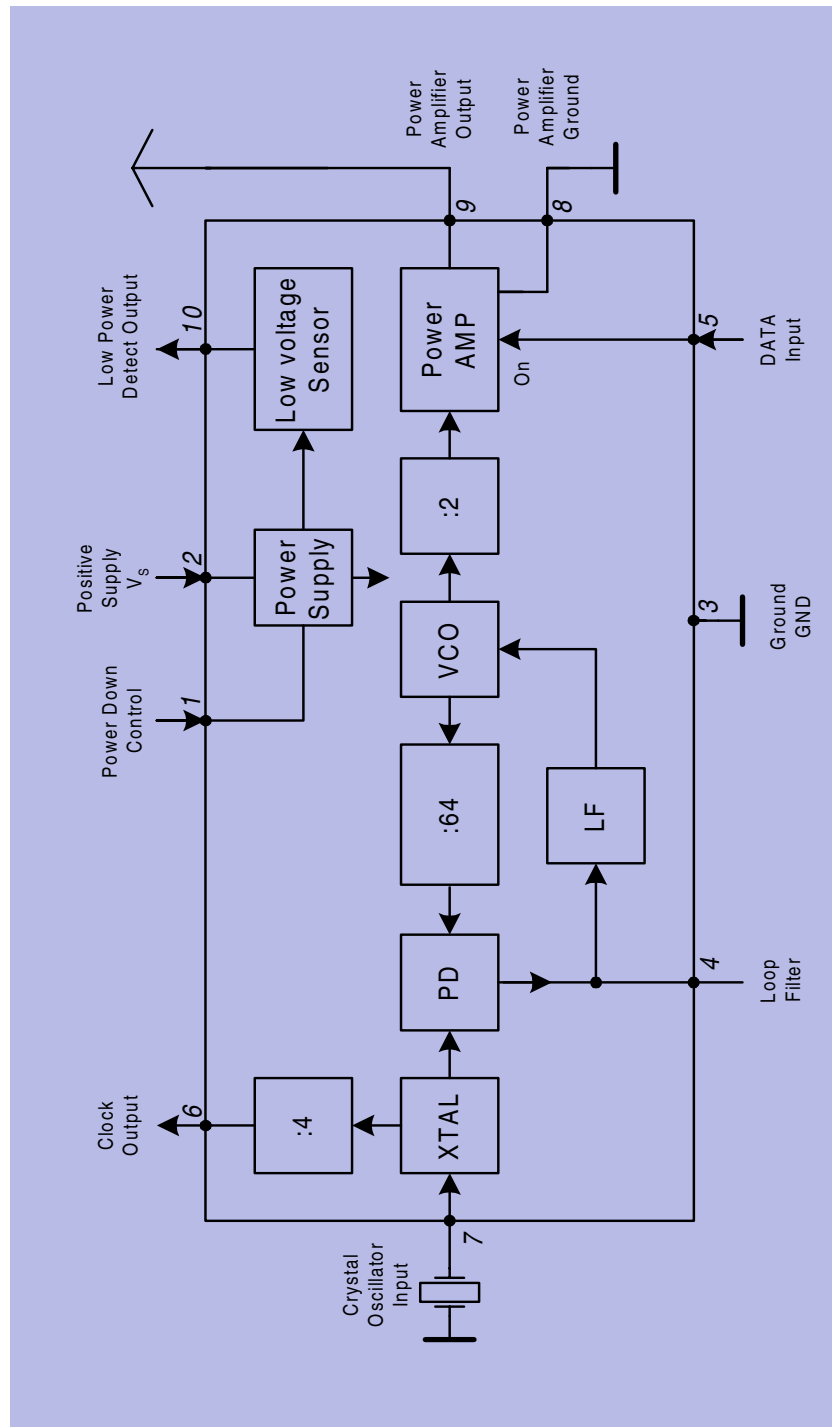 Clock
Output
6
Power Down
Control
1
Positive
Supply
VS
2
Low Power
Detect Output
10
:4
Power
Supply
Low voltage
Sensor
Power
Amplifier
Output
9
Crystal
Oscillator
Input
7
XTAL
PD
:64
VCO
:2
Power
AMP
On
Power
Amplifier
Ground
8
LF
Loop
Filter
4
Ground
GND
3
DATA
Input
5